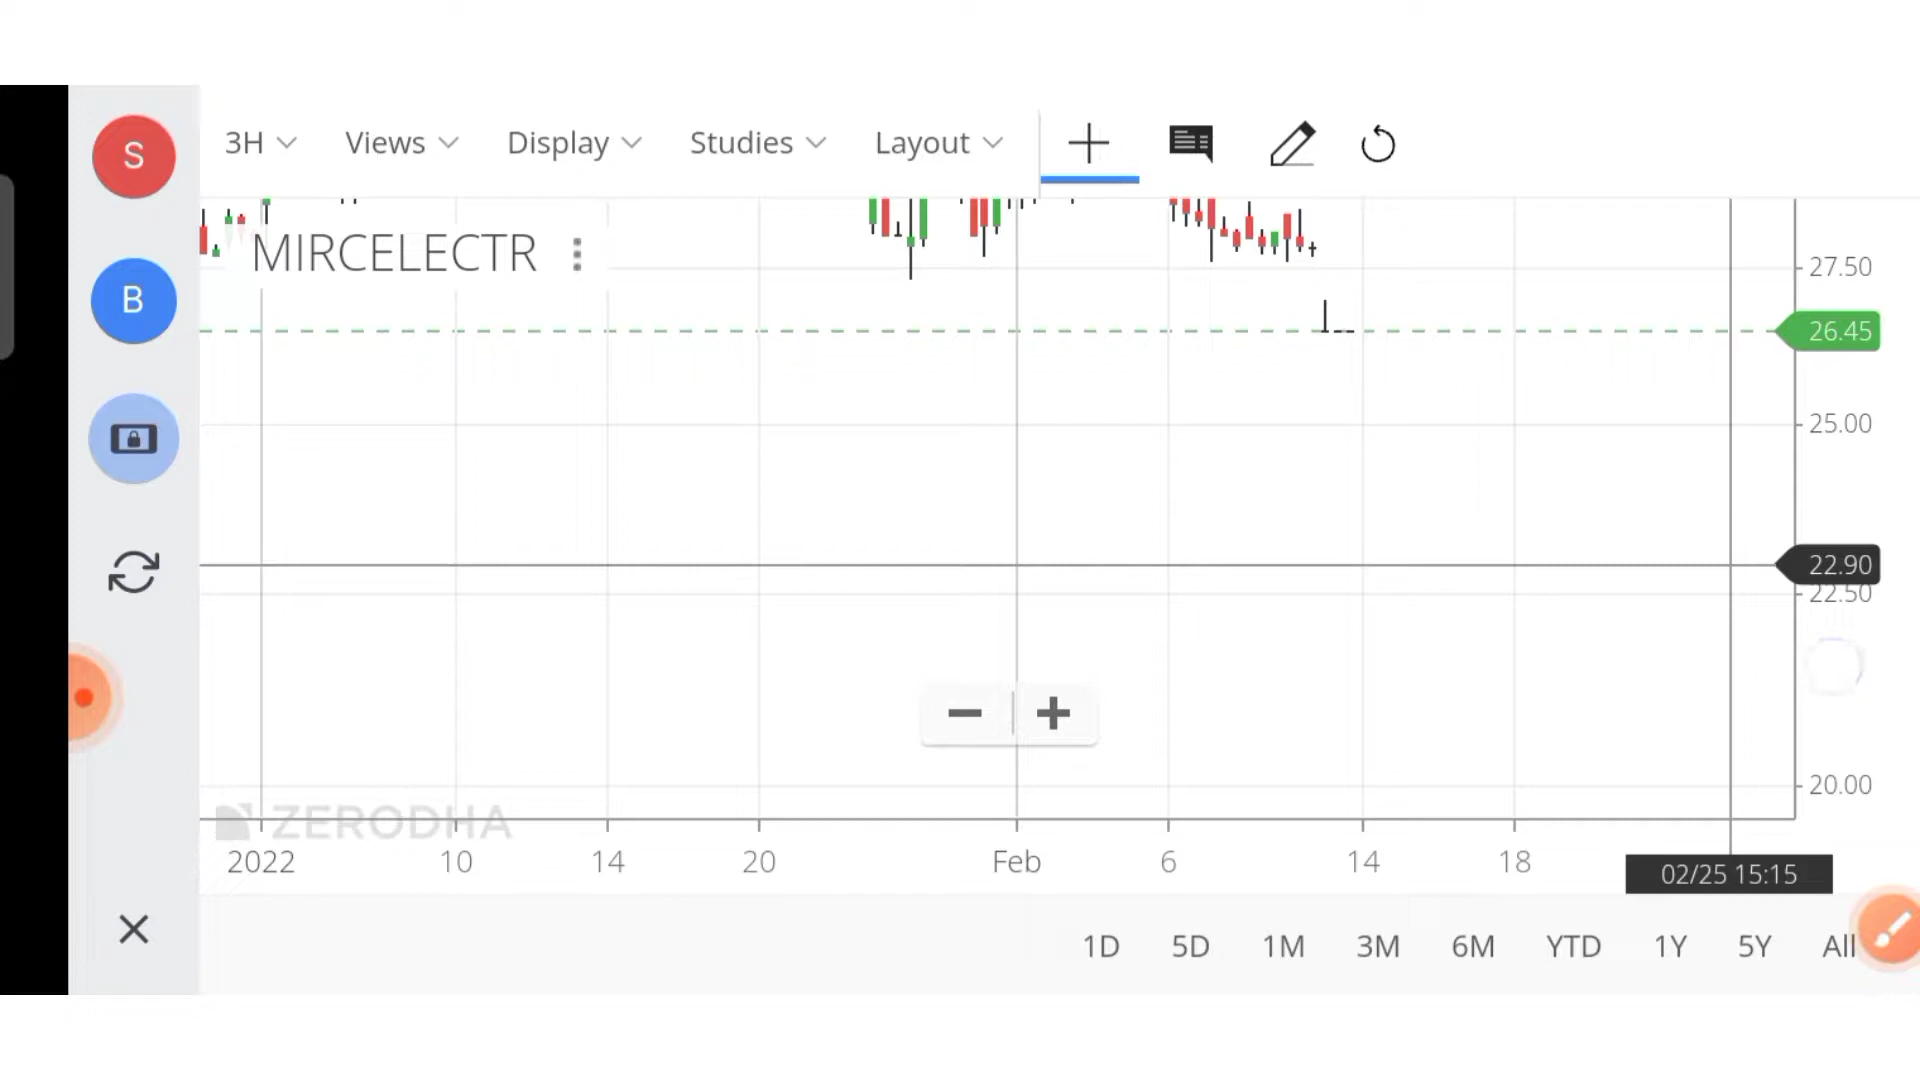 S
3H Views Display Studies Layout
MIRCELECTR
B
27.50
26.45
25.00
22.90
22.50
20.00
ZERODHA
2022 10 14 20 Feb 6 14 18 02/25 15:15
1D 5D 1M 3M 6M YTD 1Y 5Y All